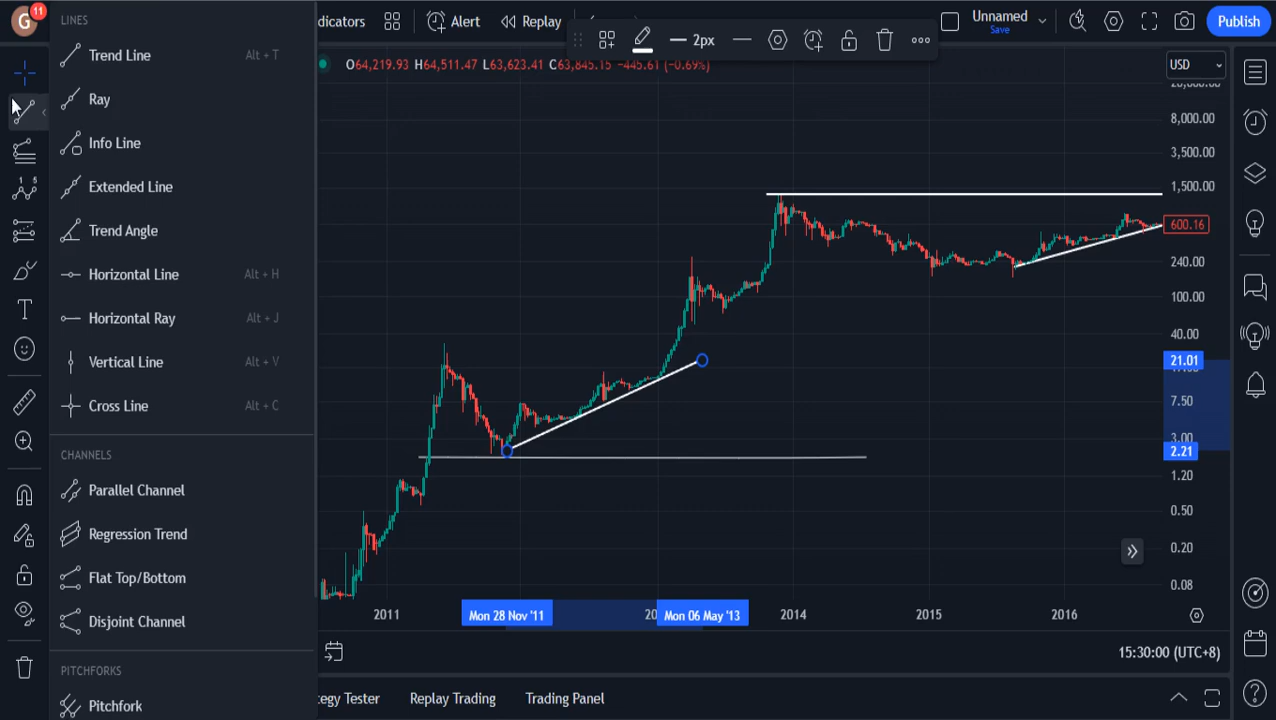 G
11
LINES
Trend Line Alt + T
Ray
Info Line
Extended Line
Trend Angle
Horizontal Line Alt + H
Horizontal Ray Alt + J
Vertical Line Alt + V
Cross Line Alt + C
CHANNELS
Parallel Channel
Regression Trend
Flat Top/Bottom
Disjoint Channel
PITCHFORKS
Pitchfork
dicators
Alert
Replay
Unnamed
Save
Publish
2px
O64,219.93 H64,511.47 L63,623.41 C63,845.15 −445.61 (−0.69%)
USD
20,000.00
8,000.00
3,500.00
1,500.00
600.16
240.00
100.00
40.00
21.01
7.50
3.00
2.21
1.20
0.50
0.20
0.08
2011
Mon 28 Nov '11
20
Mon 06 May '13
2014
2015
2016
15:30:00 (UTC+8)
tegy Tester
Replay Trading
Trading Panel